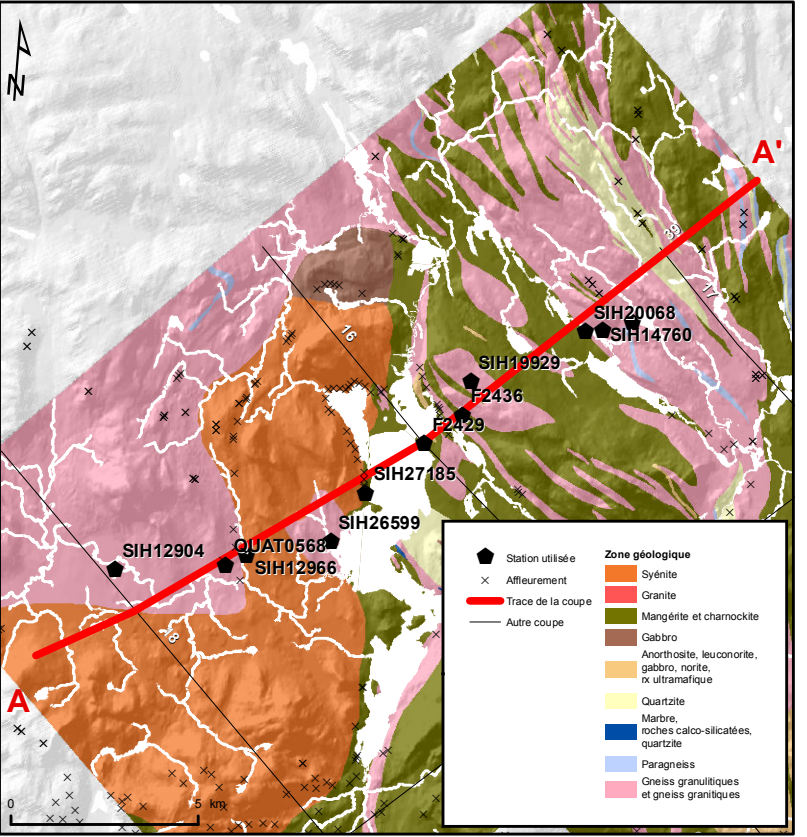 N
A'
39
17
SIH20068
SIH14760
16
SIH19929
F2436
F2429
SIH27185
SIH26599
SIH12904
QUAT0568
SIH12966
8
A
0 5 km
Station utilisée
Affleurement
Trace de la coupe
Autre coupe
Zone géologique
Syénite
Granite
Mangérite et charnockite
Gabbro
Anorthosite, leuconorite,
gabbro, norite,
rx ultramafique
Quartzite
Marbre,
roches calco-silicatées,
quartzite
Paragneiss
Gneiss granulitiques
et gneiss granitiques